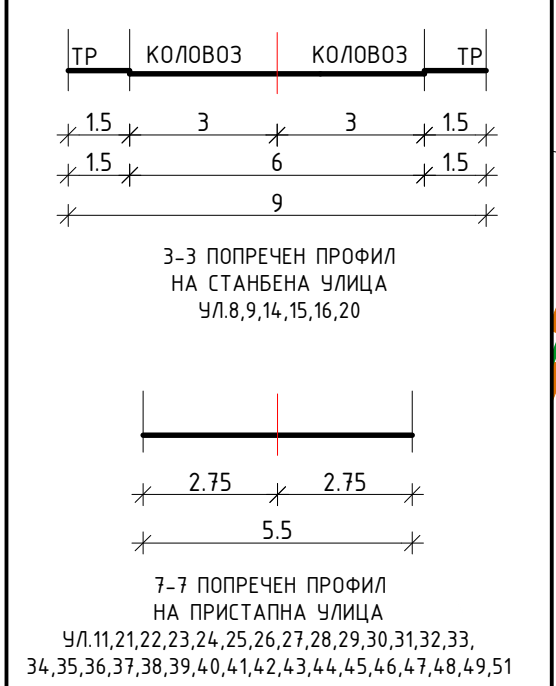 ТР КОЛОВОЗ КОЛОВОЗ ТР
1.5 3 3 1.5
1.5 6 1.5
9
3-3 ПОПРЕЧЕН ПРОФИЛ
НА СТАНБЕНА УЛИЦА
УЛ.8,9,14,15,16,20
2.75 2.75
5.5
7-7 ПОПРЕЧЕН ПРОФИЛ
НА ПРИСТАПНА УЛИЦА
УЛ.11,21,22,23,24,25,26,27,28,29,30,31,32,33,
34,35,36,37,38,39,40,41,42,43,44,45,46,47,48,49,51